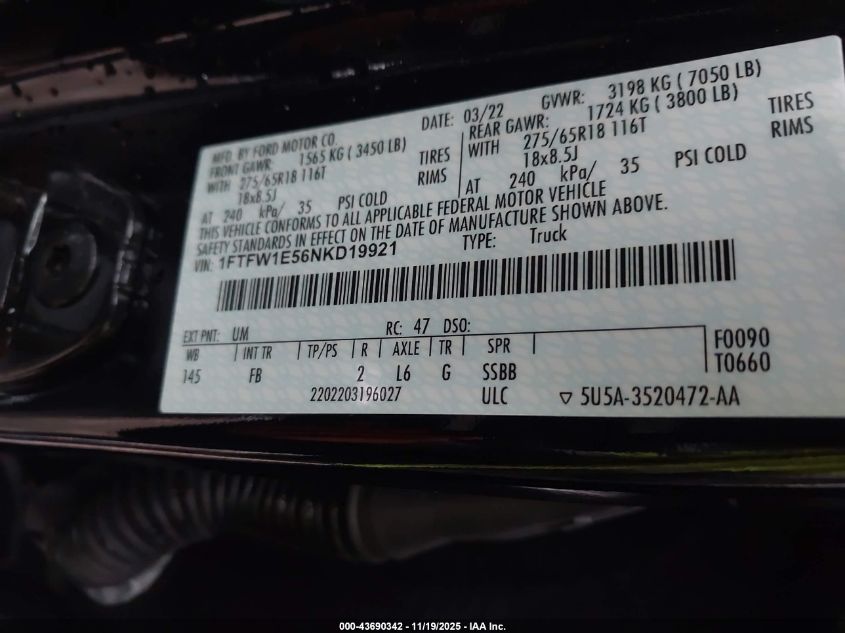 MFD. BY FORD MOTOR CO.
DATE: 03/22 GVWR: 3198 KG ( 7050 LB)
FRONT GAWR: 1565 KG ( 3450 LB)
REAR GAWR: 1724 KG ( 3800 LB)
WITH 275/65R18 116T TIRES
WITH 275/65R18 116T TIRES
18x8.5J RIMS
18x8.5J RIMS
AT 240 kPa/ 35 PSI COLD
AT 240 kPa/ 35 PSI COLD
THIS VEHICLE CONFORMS TO ALL APPLICABLE FEDERAL MOTOR VEHICLE
SAFETY STANDARDS IN EFFECT ON THE DATE OF MANUFACTURE SHOWN ABOVE.
VIN: 1FTFW1E56NKD19921 TYPE: Truck
EXT PNT: UM RC: 47 DSO:
WB INT TR TP/PS R AXLE TR SPR
145 FB 2 L6 G SSBB
F0090
T0660
2202203196027 ULC ▽ 5U5A-3520472-AA
000-43690342 - 11/19/2025 - IAA Inc.